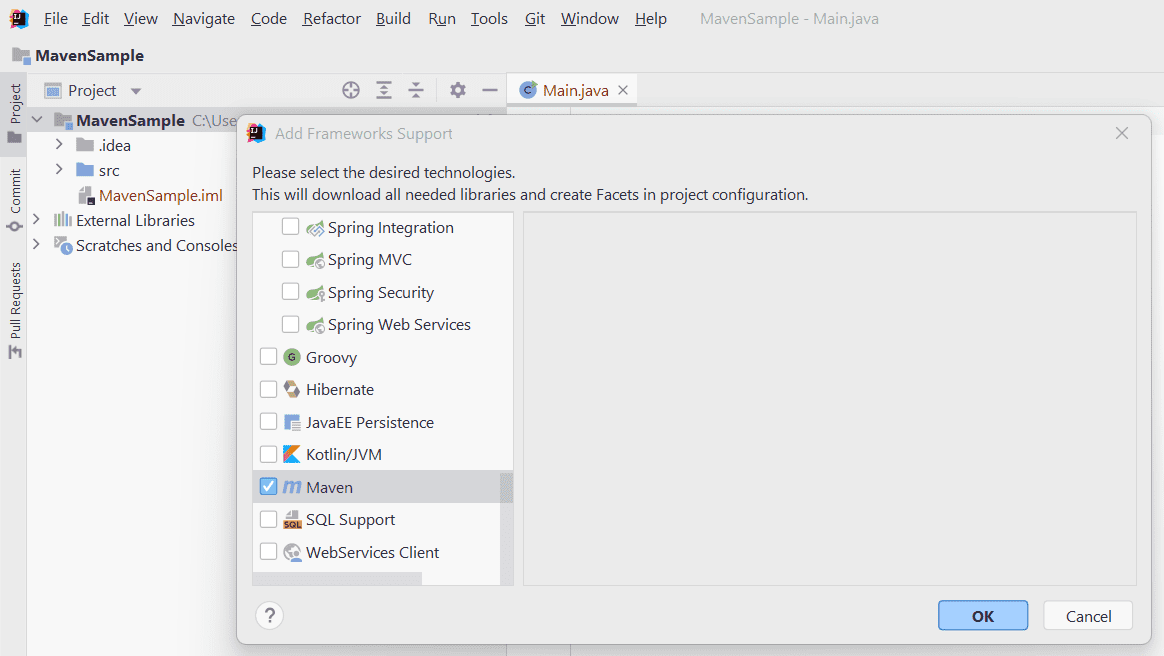 File Edit View Navigate Code Refactor Build Run Tools Git Window Help MavenSample - Main.java
MavenSample
Project
Commit
Pull Requests
Project
Main.java
MavenSample C:\Use
.idea
src
MavenSample.iml
External Libraries
Scratches and Consoles
Add Frameworks Support
Please select the desired technologies.
This will download all needed libraries and create Facets in project configuration.
Spring Integration
Spring MVC
Spring Security
Spring Web Services
Groovy
Hibernate
JavaEE Persistence
Kotlin/JVM
Maven
SQL Support
WebServices Client
?
OK
Cancel